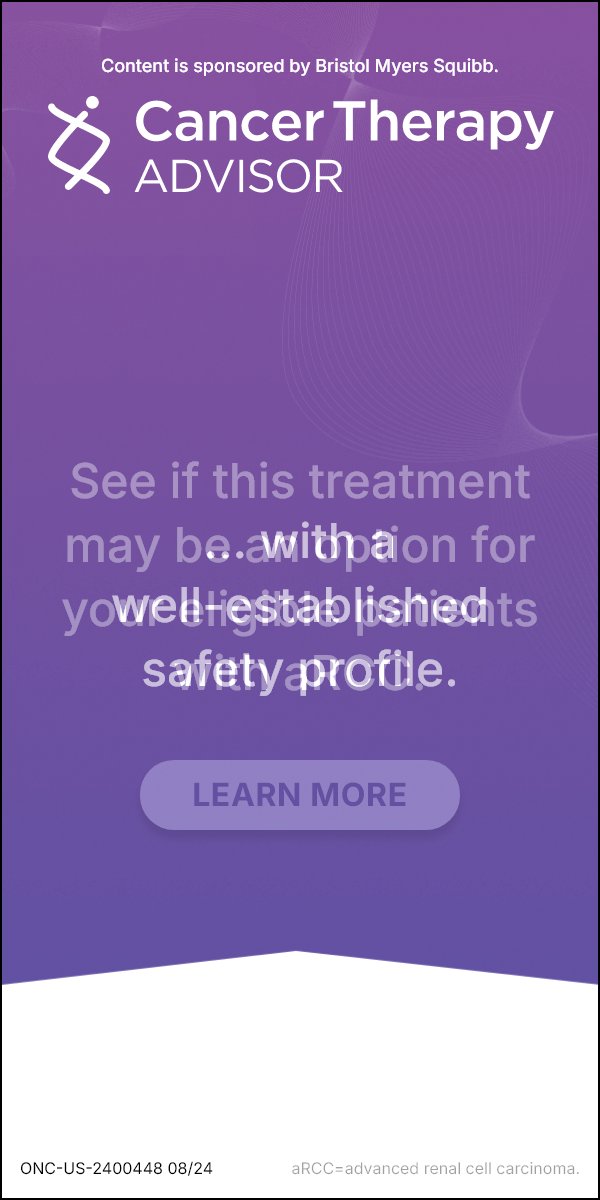 Content is sponsored by Bristol Myers Squibb.
Cancer Therapy
ADVISOR
See if this treatment
may be an option for
your eligible patients
with aRCC.
... with a
well-established
safety profile.
LEARN MORE
ONC-US-2400448 08/24
aRCC=advanced renal cell carcinoma.